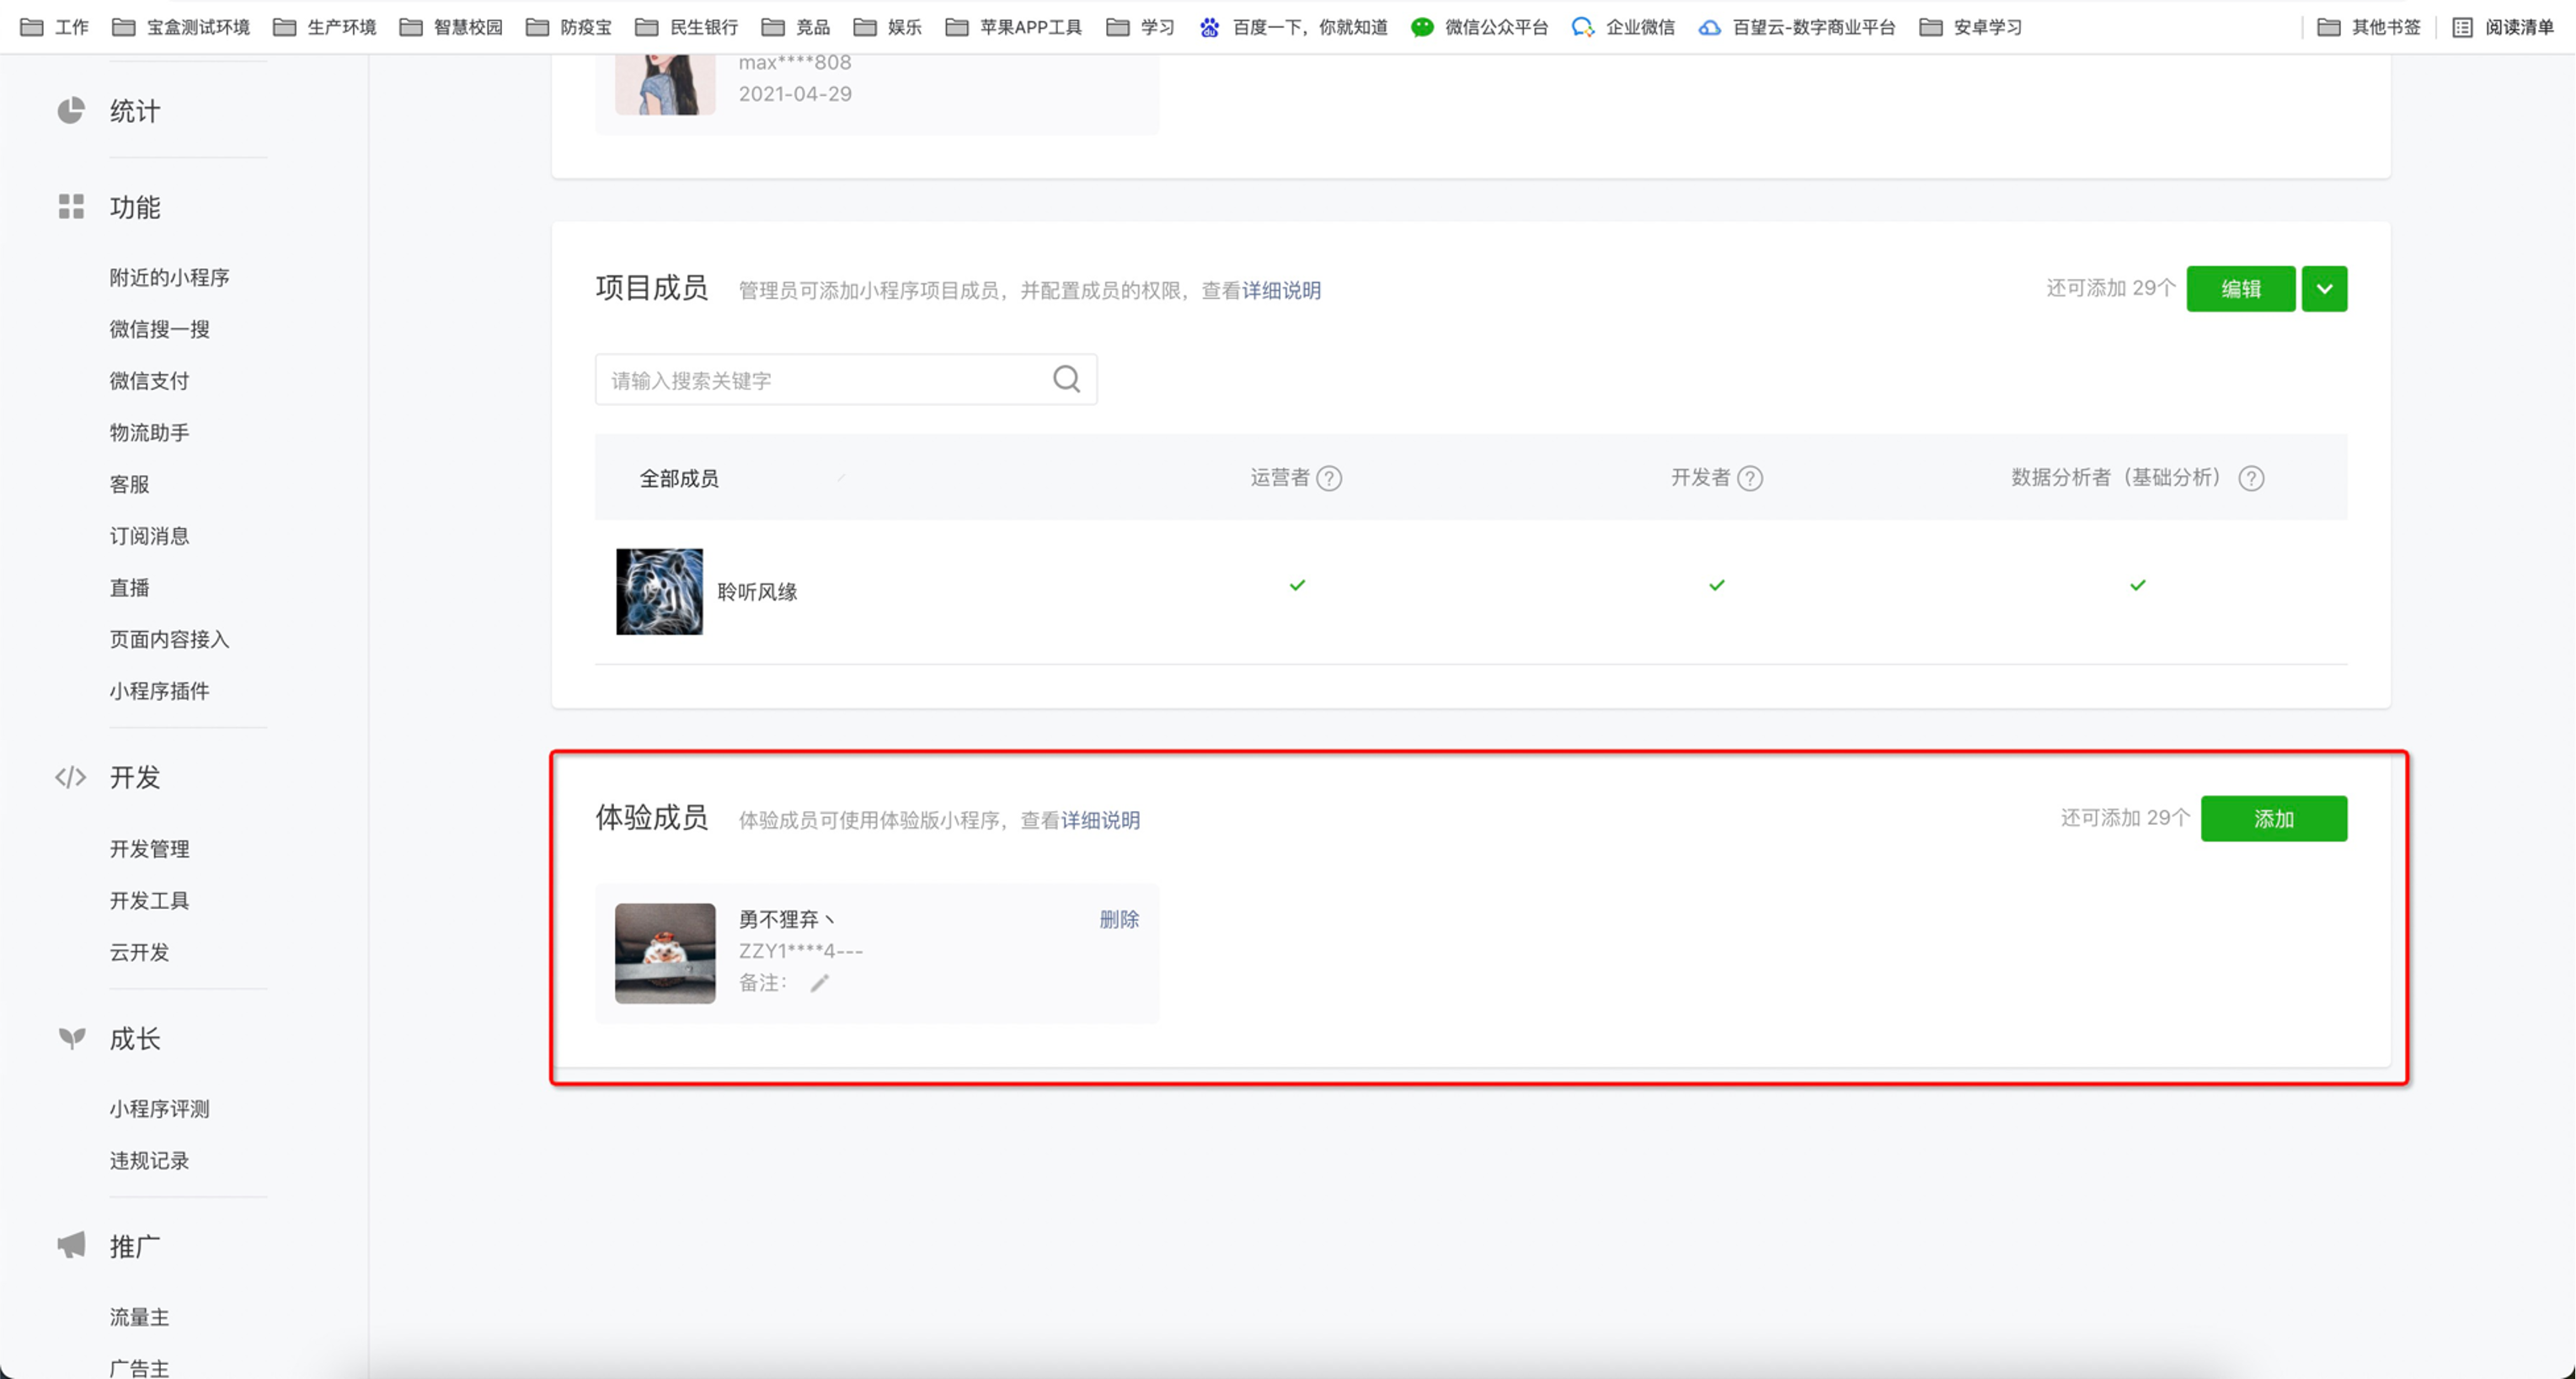 工作 宝盒测试环境 生产环境 智慧校园 防疫宝 民生银行 竞品 娱乐 苹果APP工具 学习 百度一下，你就知道 微信公众平台 企业微信 百望云-数字商业平台 安卓学习 其他书签 阅读清单
统计
功能
附近的小程序
微信搜一搜
微信支付
物流助手
客服
订阅消息
直播
页面内容接入
小程序插件
开发
开发管理
开发工具
云开发
成长
小程序评测
违规记录
推广
流量主
广告主
max****808
2021-04-29
项目成员 管理员可添加小程序项目成员，并配置成员的权限，查看详细说明 还可添加 29个 编辑
请输入搜索关键字
全部成员 运营者 ? 开发者 ? 数据分析者（基础分析） ?
聆听风缘
体验成员 体验成员可使用体验版小程序，查看详细说明 还可添加 29个 添加
勇不狸弃丶 删除
ZZY1****4---
备注：